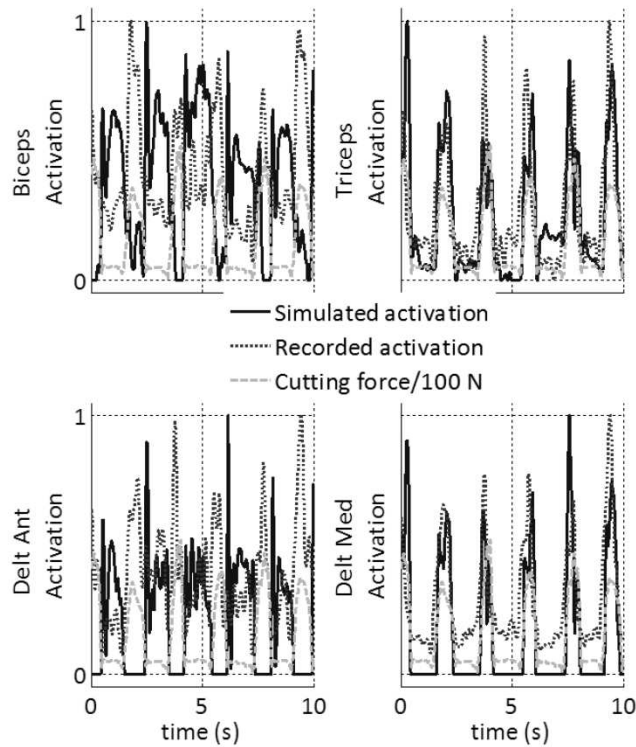 1
Biceps
Activation
Triceps
Activation
0
Simulated activation
Recorded activation
Cutting force/100 N
1
Delt Ant
Activation
Delt Med
Activation
0
0 5 10 0 5 10
time (s) time (s)